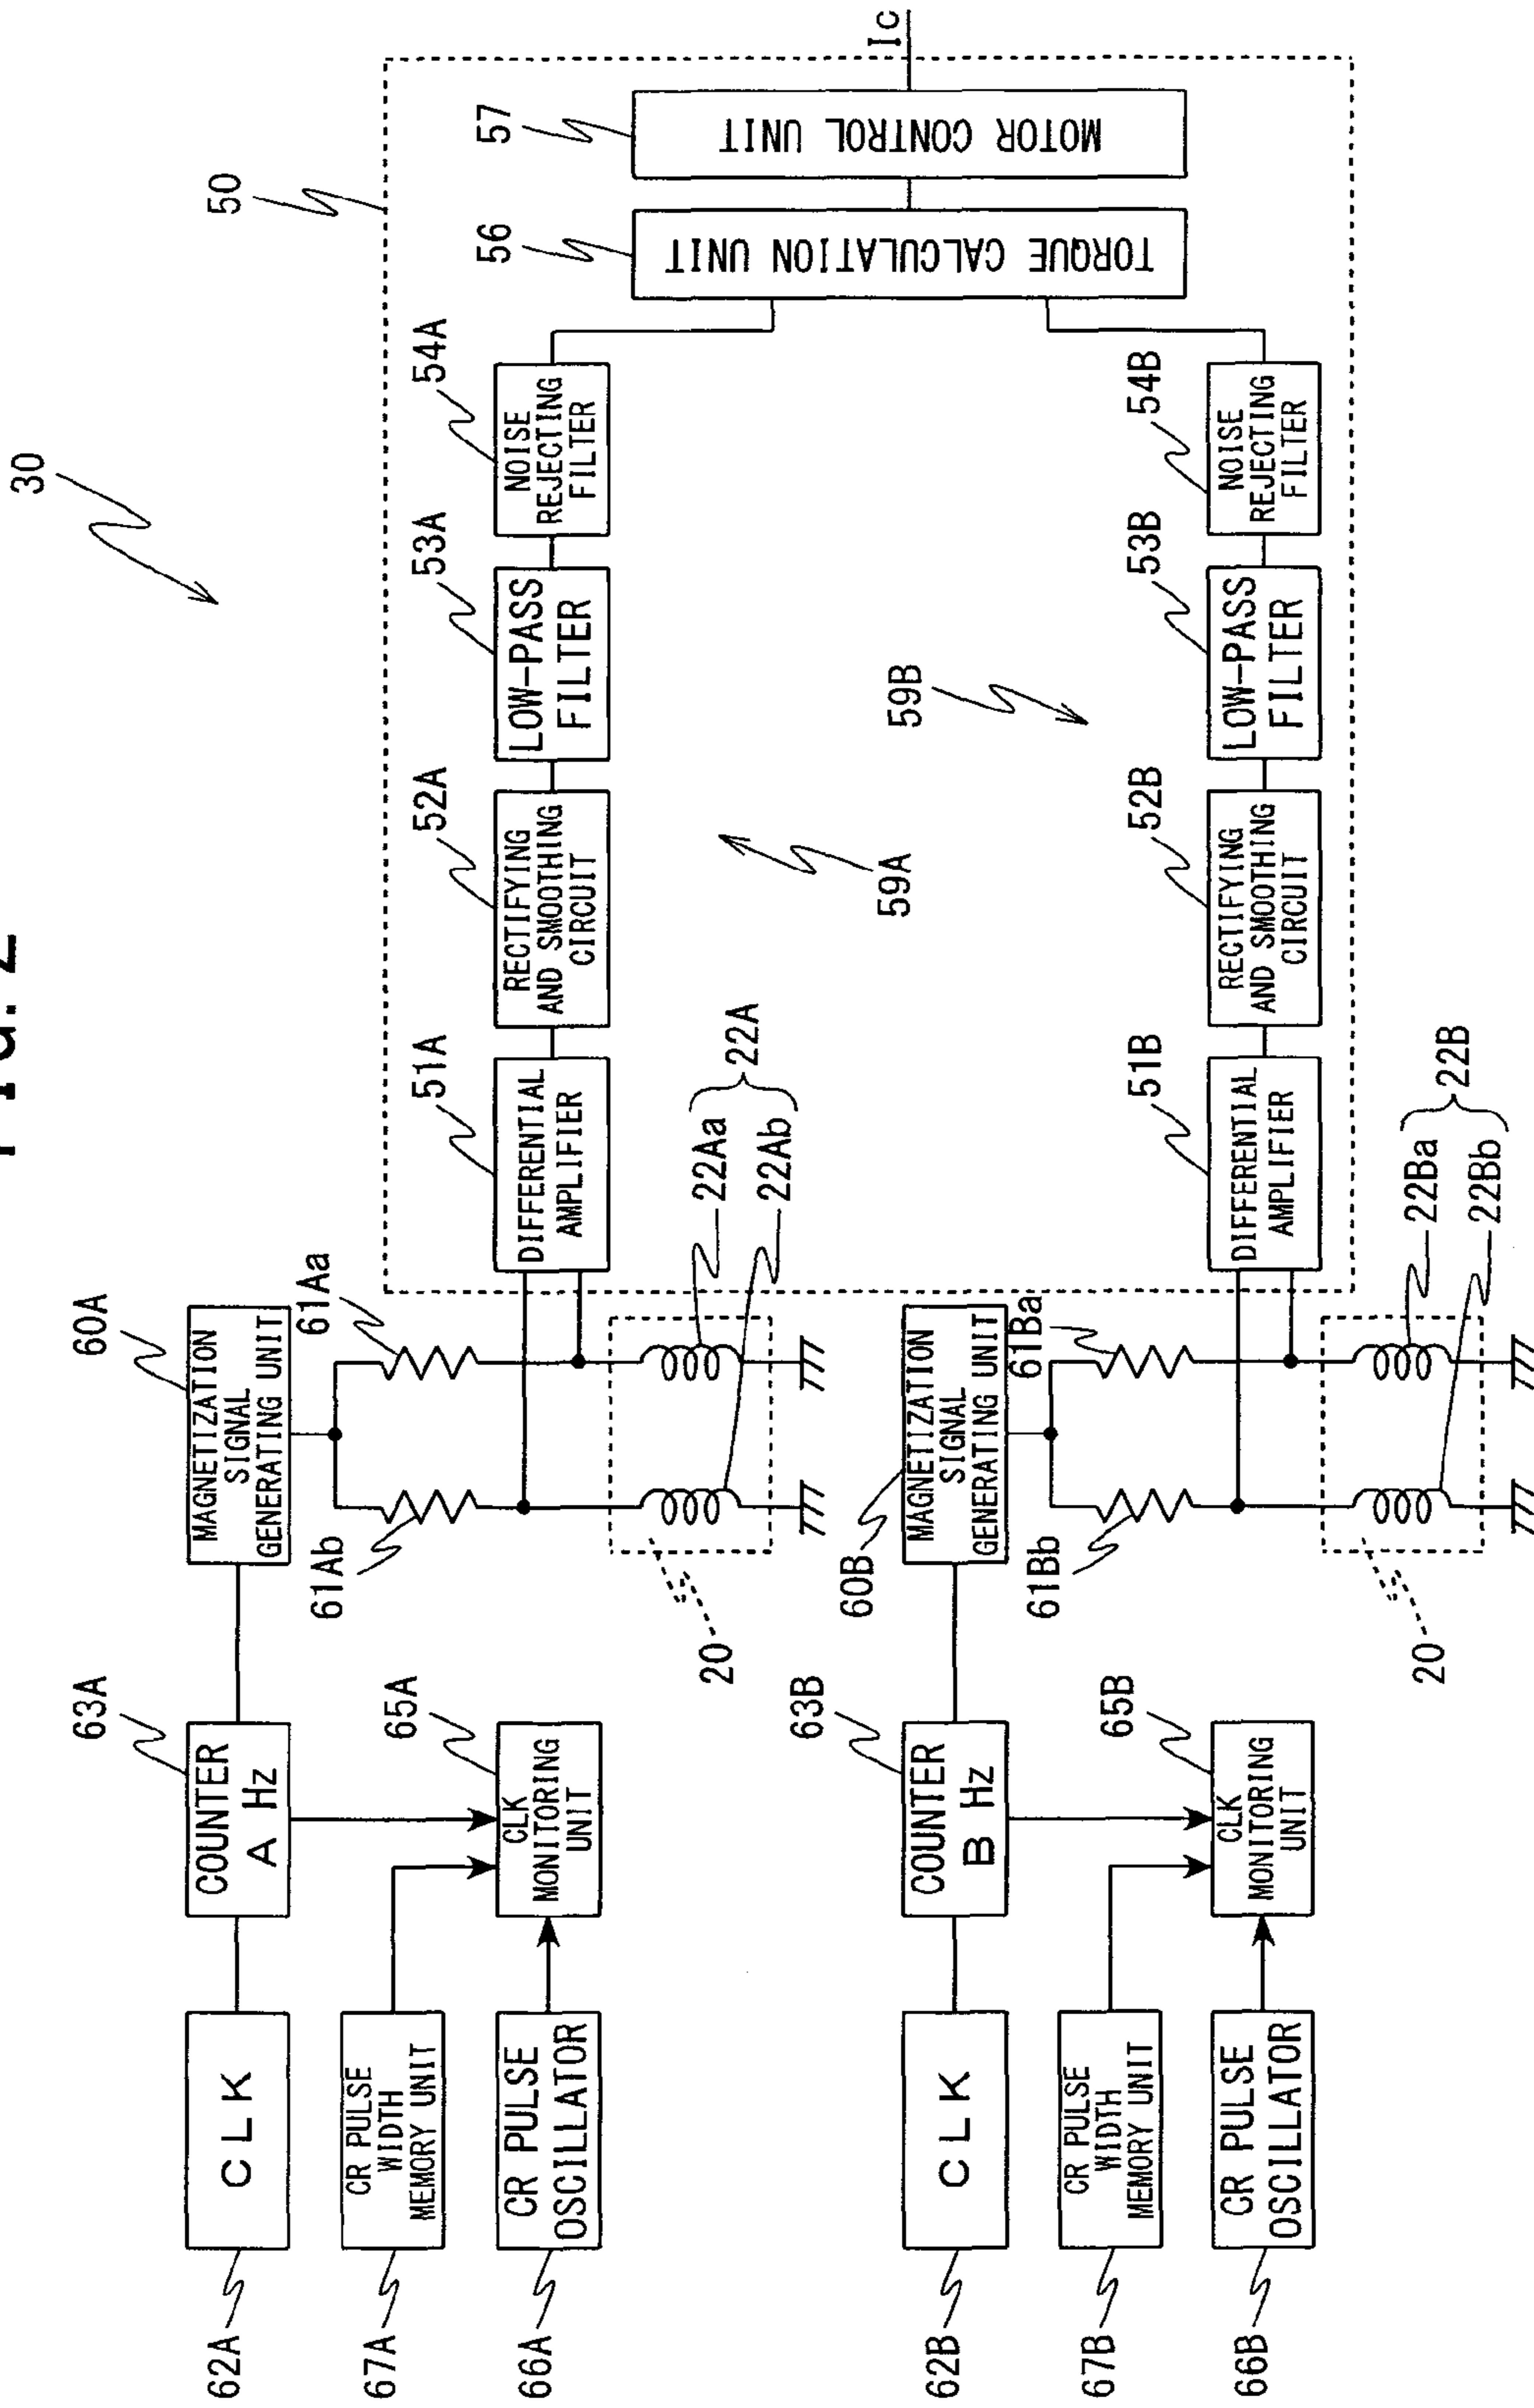 FIG. 2
30
50
60A
63A
62A
C L K
COUNTER
A Hz
MAGNETIZATION
SIGNAL
GENERATING UNIT
61Ab
61Aa
67A
CR PULSE
WIDTH
MEMORY UNIT
65A
CLK
MONITORING
UNIT
66A
CR PULSE
OSCILLATOR
20
22Aa
22Ab
22A
51A
DIFFERENTIAL
AMPLIFIER
52A
RECTIFYING
AND SMOOTHING
CIRCUIT
53A
LOW-PASS
FILTER
54A
NOISE
REJECTING
FILTER
56
TORQUE CALCULATION UNIT
57
MOTOR CONTROL UNIT
Ic
59A
59B
60B
63B
62B
C L K
COUNTER
B Hz
MAGNETIZATION
SIGNAL
GENERATING UNIT
61Bb
61Ba
67B
CR PULSE
WIDTH
MEMORY UNIT
65B
CLK
MONITORING
UNIT
66B
CR PULSE
OSCILLATOR
20
22Ba
22Bb
22B
51B
DIFFERENTIAL
AMPLIFIER
52B
RECTIFYING
AND SMOOTHING
CIRCUIT
53B
LOW-PASS
FILTER
54B
NOISE
REJECTING
FILTER